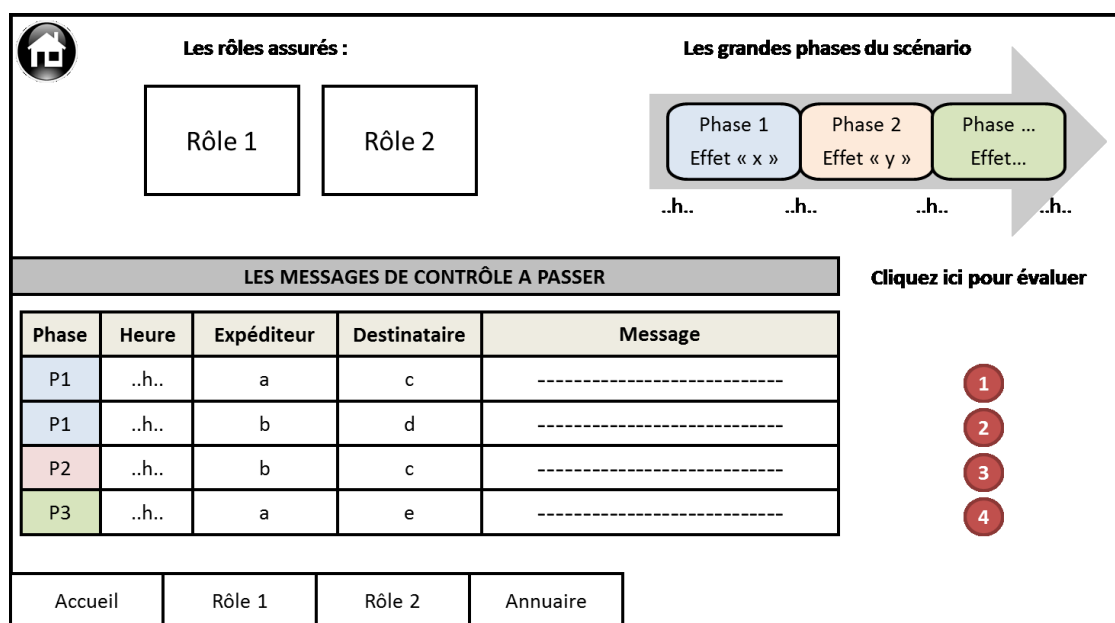 Les rôles assurés :
Les grandes phases du scénario
Rôle 1
Rôle 2
Phase 1
Effet « x »
Phase 2
Effet « y »
Phase ...
Effet...
..h.. ..h.. ..h.. ..h..
LES MESSAGES DE CONTRÔLE A PASSER
Cliquez ici pour évaluer
Phase Heure Expéditeur Destinataire Message
P1 ..h.. a c ---------------------------
1
P1 ..h.. b d ---------------------------
2
P2 ..h.. b c ---------------------------
3
P3 ..h.. a e ---------------------------
4
Accueil Rôle 1 Rôle 2 Annuaire